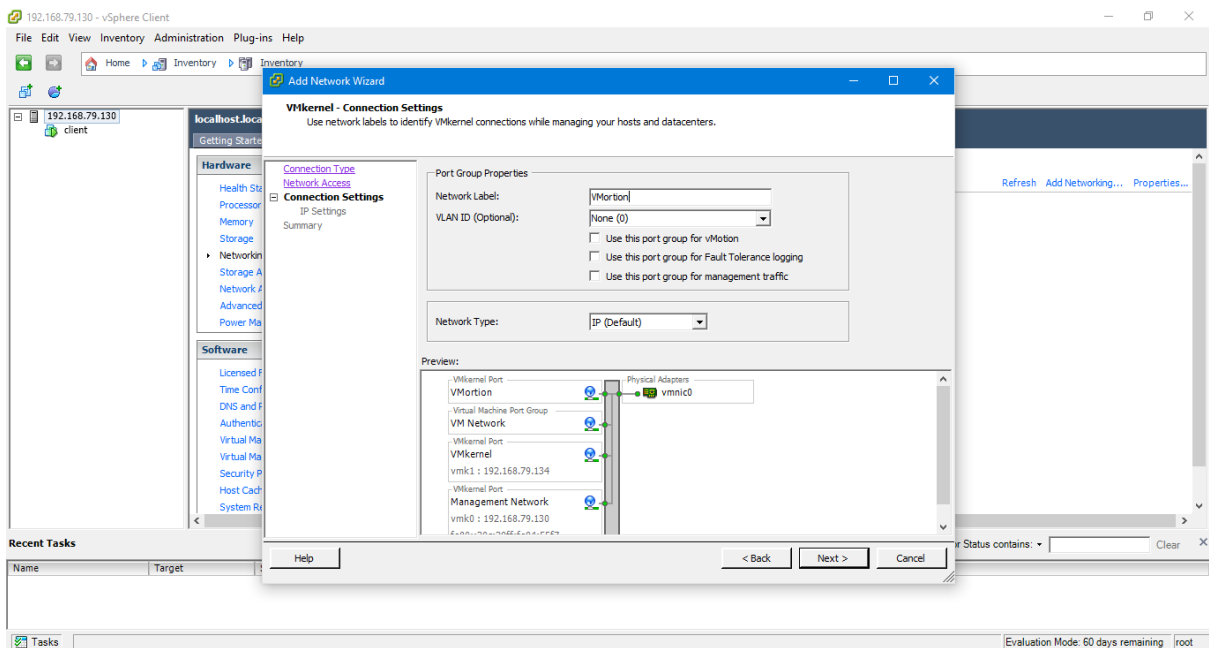 192.168.79.130 - vSphere Client
File Edit View Inventory Administration Plug-ins Help
Home Inventory Inventory
192.168.79.130
client
localhost.loca
Getting Starte
Hardware
Health Sta
Processor
Memory
Storage
Networkin
Storage A
Network A
Advanced
Power Ma
Software
Licensed F
Time Conf
DNS and R
Authentic
Virtual Ma
Virtual Ma
Security P
Host Cach
System Re
Refresh Add Networking... Properties...
Add Network Wizard
VMkernel - Connection Settings
Use network labels to identify VMkernel connections while managing your hosts and datacenters.
Connection Type
Network Access
Connection Settings
IP Settings
Summary
Port Group Properties
Network Label: VMortion
VLAN ID (Optional): None (0)
Use this port group for vMotion
Use this port group for Fault Tolerance logging
Use this port group for management traffic
Network Type: IP (Default)
Preview:
VMkernel Port
VMortion
Physical Adapters
vmnic0
Virtual Machine Port Group
VM Network
VMkernel Port
VMkernel
vmk1 : 192.168.79.134
VMkernel Port
Management Network
vmk0 : 192.168.79.130
Help < Back Next > Cancel
Recent Tasks
or Status contains: Clear
Name Target
Tasks
Evaluation Mode: 60 days remaining root